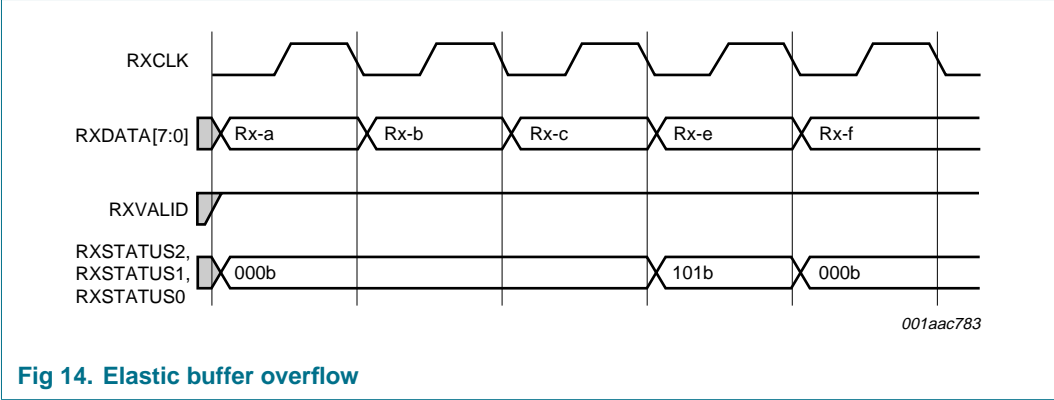 RXCLK
RXDATA[7:0] Rx-a Rx-b Rx-c Rx-e Rx-f
RXVALID
RXSTATUS2,
RXSTATUS1, 000b 101b 000b
RXSTATUS0
001aac783
Fig 14. Elastic buffer overflow